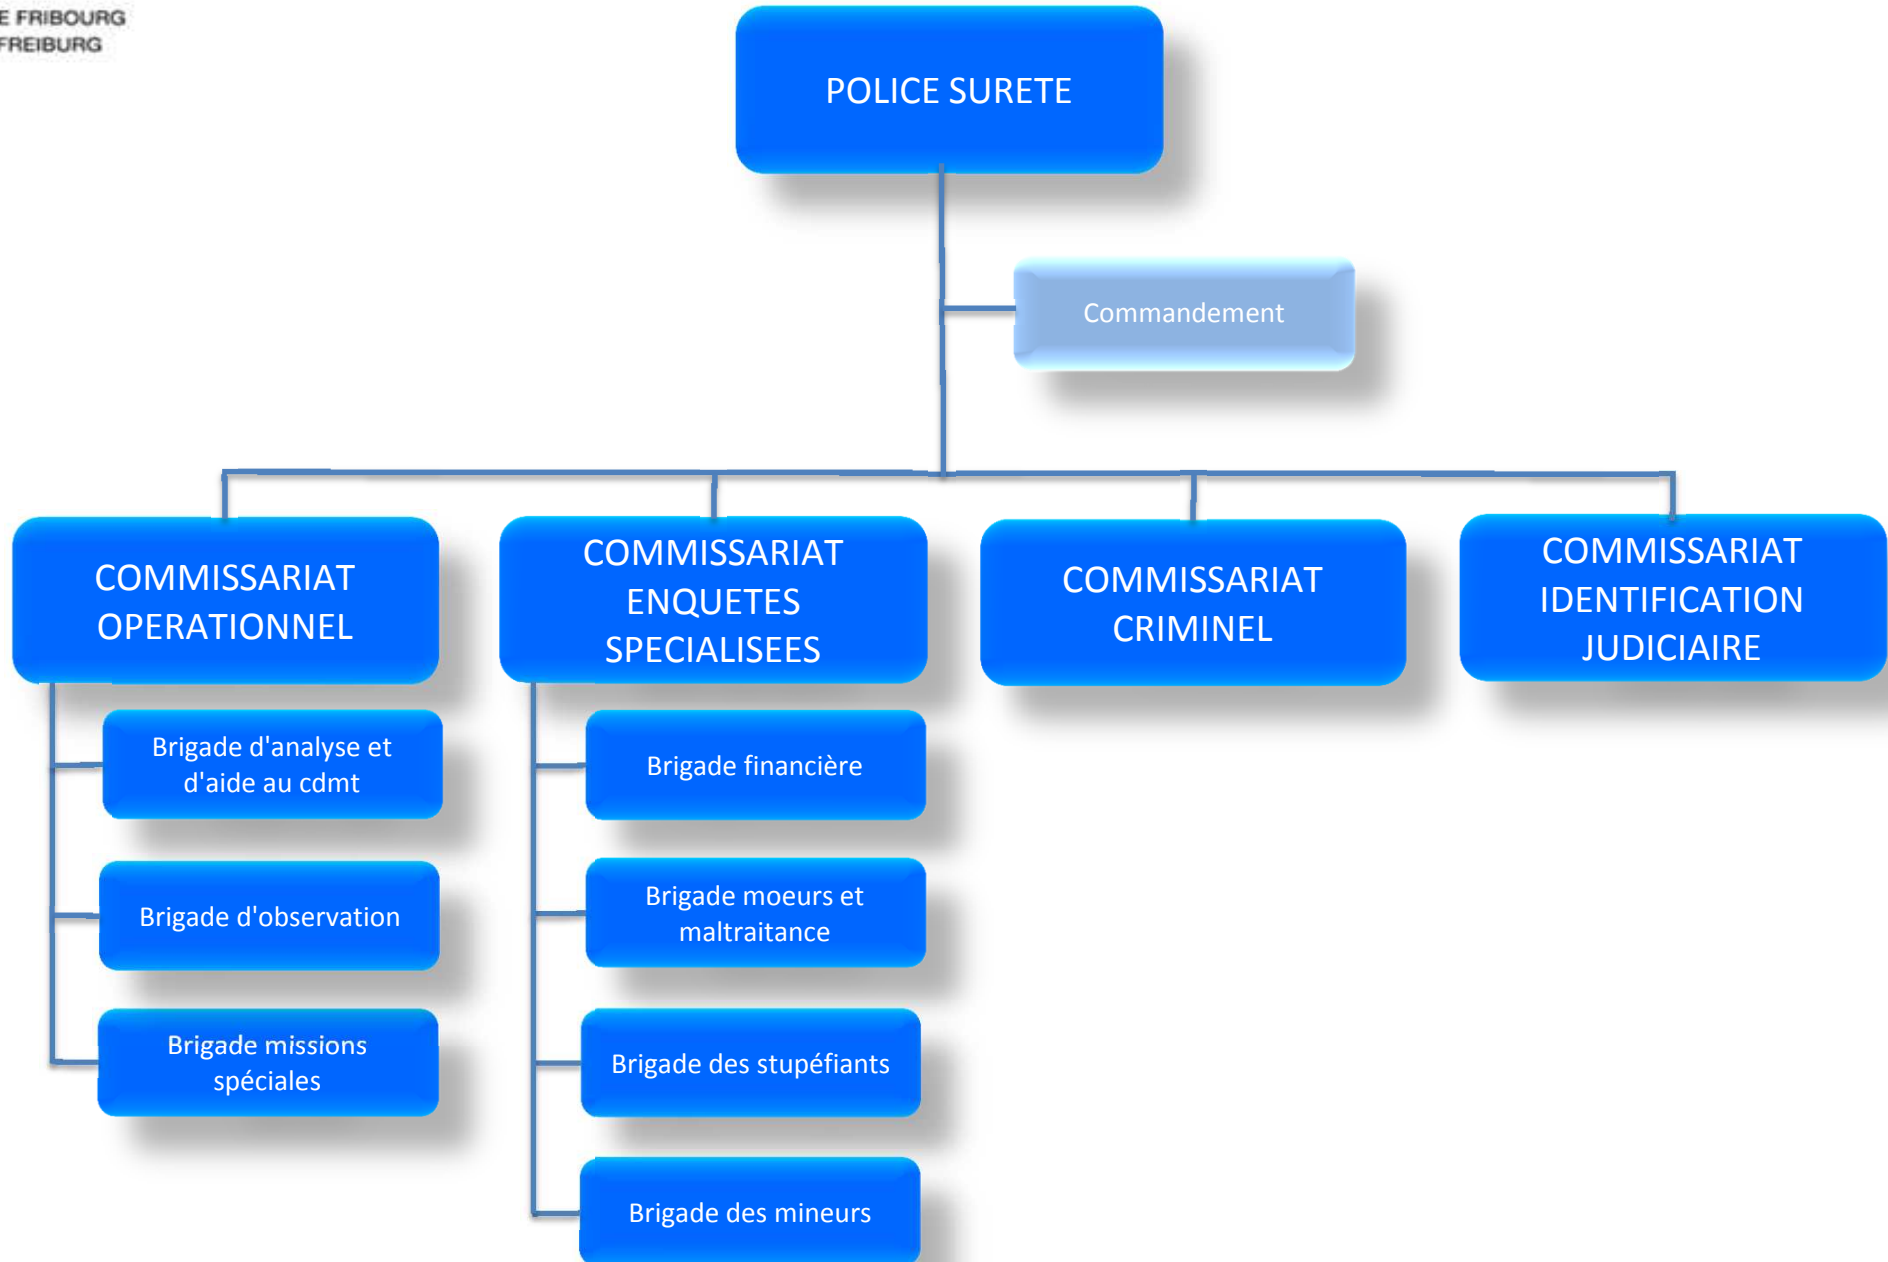 E FRIBOURG
FREIBURG
POLICE SURETE
Commandement
COMMISSARIAT
OPERATIONNEL
COMMISSARIAT
ENQUETES
SPECIALISEES
COMMISSARIAT
CRIMINEL
COMMISSARIAT
IDENTIFICATION
JUDICIAIRE
Brigade d'analyse et
d'aide au cdmt
Brigade d'observation
Brigade missions
spéciales
Brigade financière
Brigade moeurs et
maltraitance
Brigade des stupéfiants
Brigade des mineurs